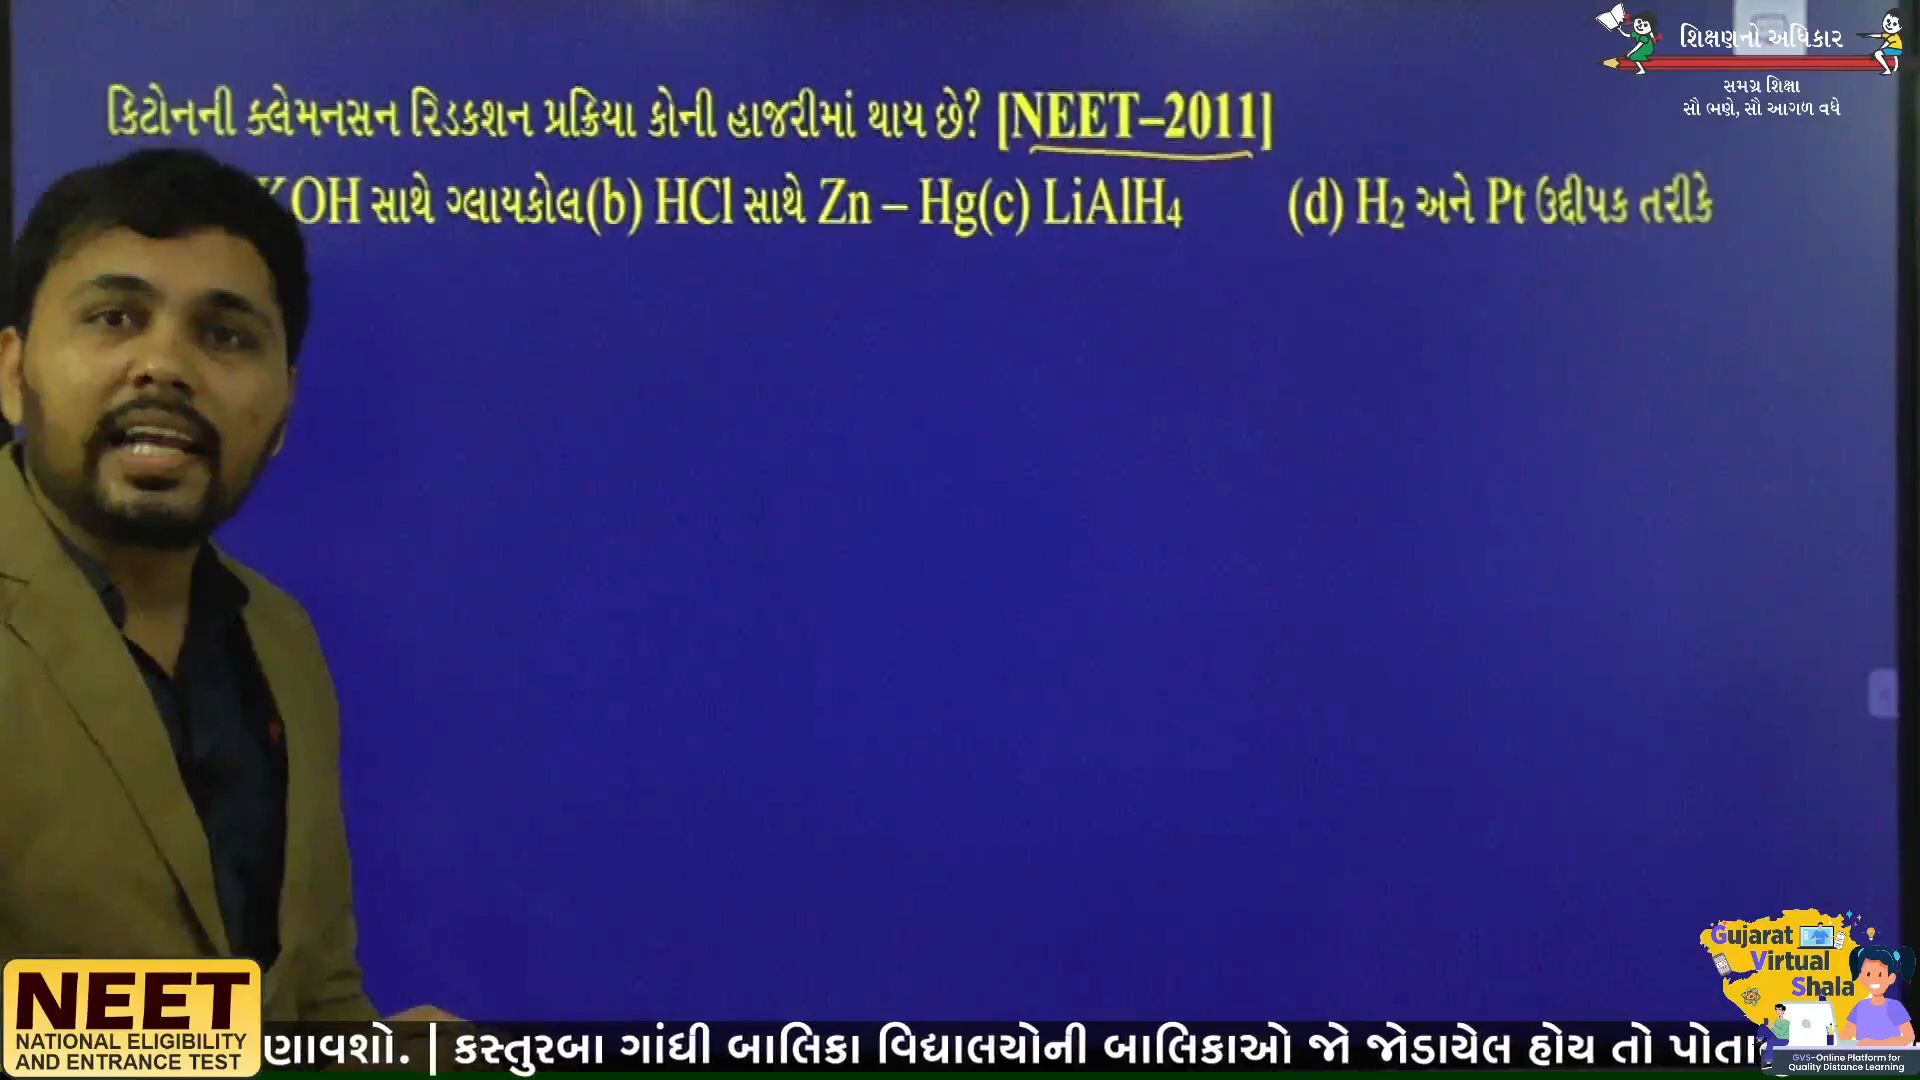 શિક્ષણનો અધિકાર
સમગ્ર શિક્ષા
સૌ ભણે, સૌ આગળ વધે
કિટોનની ક્લેમનસન રિડકશન પ્રક્રિયા કોની હાજરીમાં થાય છે? [NEET–2011]
KOH સાથે ગ્લાયકોલ(b) HCl સાથે Zn – Hg(c) LiAlH4 (d) H2 અને Pt ઉદ્દીપક તરીકે
Gujarat
Virtual
Shala
GVS-Online Platform for
Quality Distance Learning
NEET
NATIONAL ELIGIBILITY
AND ENTRANCE TEST
ણાવશો. | કસ્તુરબા ગાંધી બાલિકા વિદ્યાલયોની બાલિકાઓ જો જોડાયેલ હોય તો